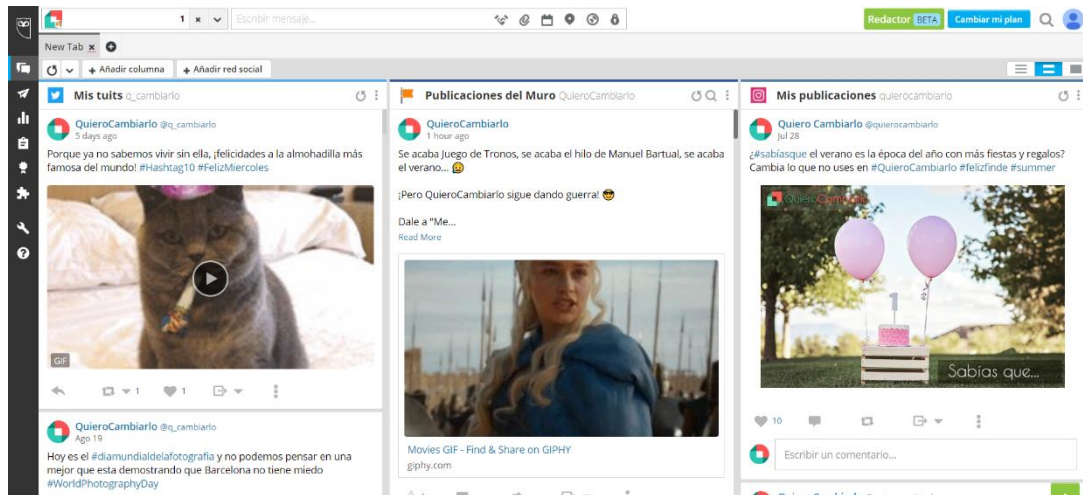 1 x Escribir mensaje...
Redactor BETA Cambiar mi plan
New Tab x
+ Añadir columna + Añadir red social
Mis tuits q_cambiarlo
QuieroCambiarlo @q_cambiarlo
5 days ago
Porque ya no sabemos vivir sin ella, ¡felicidades a la almohadilla más
famosa del mundo! #Hashtag10 #FelizMiercoles
GIF
1 1
QuieroCambiarlo @q_cambiarlo
Ago 19
Hoy es el #diamundialdelafotografia y no podemos pensar en una
mejor que esta demostrando que Barcelona no tiene miedo
#WorldPhotographyDay
Publicaciones del Muro QuieroCambiarlo
QuieroCambiarlo
1 hour ago
Se acaba Juego de Tronos, se acaba el hilo de Manuel Bartual, se acaba
el verano...
¡Pero QuieroCambiarlo sigue dando guerra!
Dale a "Me...
Read More
Movies GIF - Find & Share on GIPHY
giphy.com
Mis publicaciones quierocambiarlo
Quiero Cambiarlo @quierocambiarlo
Jul 28
¿#sabíasque el verano es la época del año con más fiestas y regalos?
Cambia lo que no uses en #QuieroCambiarlo #felizfinde #summer
QuieroCambiarlo
1
Sabías que...
10
Escribir un comentario...